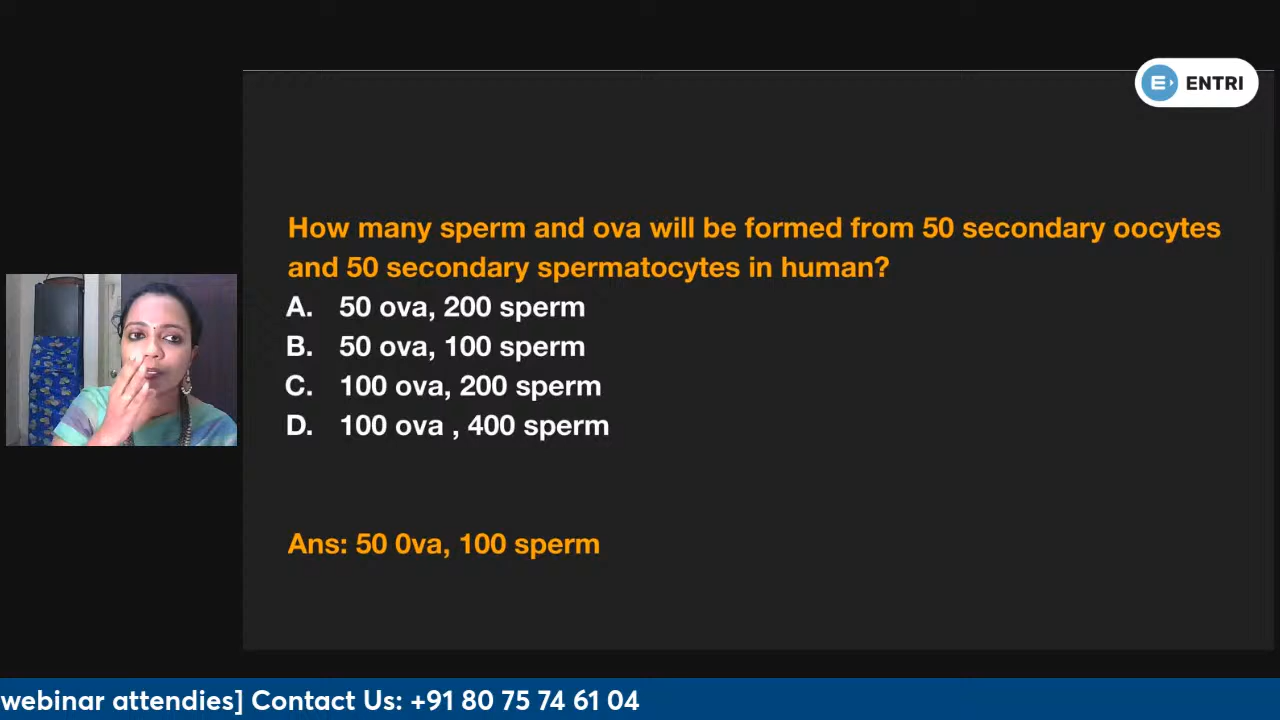 ENTRI
How many sperm and ova will be formed from 50 secondary oocytes
and 50 secondary spermatocytes in human?
A. 50 ova, 200 sperm
B. 50 ova, 100 sperm
C. 100 ova, 200 sperm
D. 100 ova , 400 sperm
Ans: 50 0va, 100 sperm
webinar attendies] Contact Us: +91 80 75 74 61 04